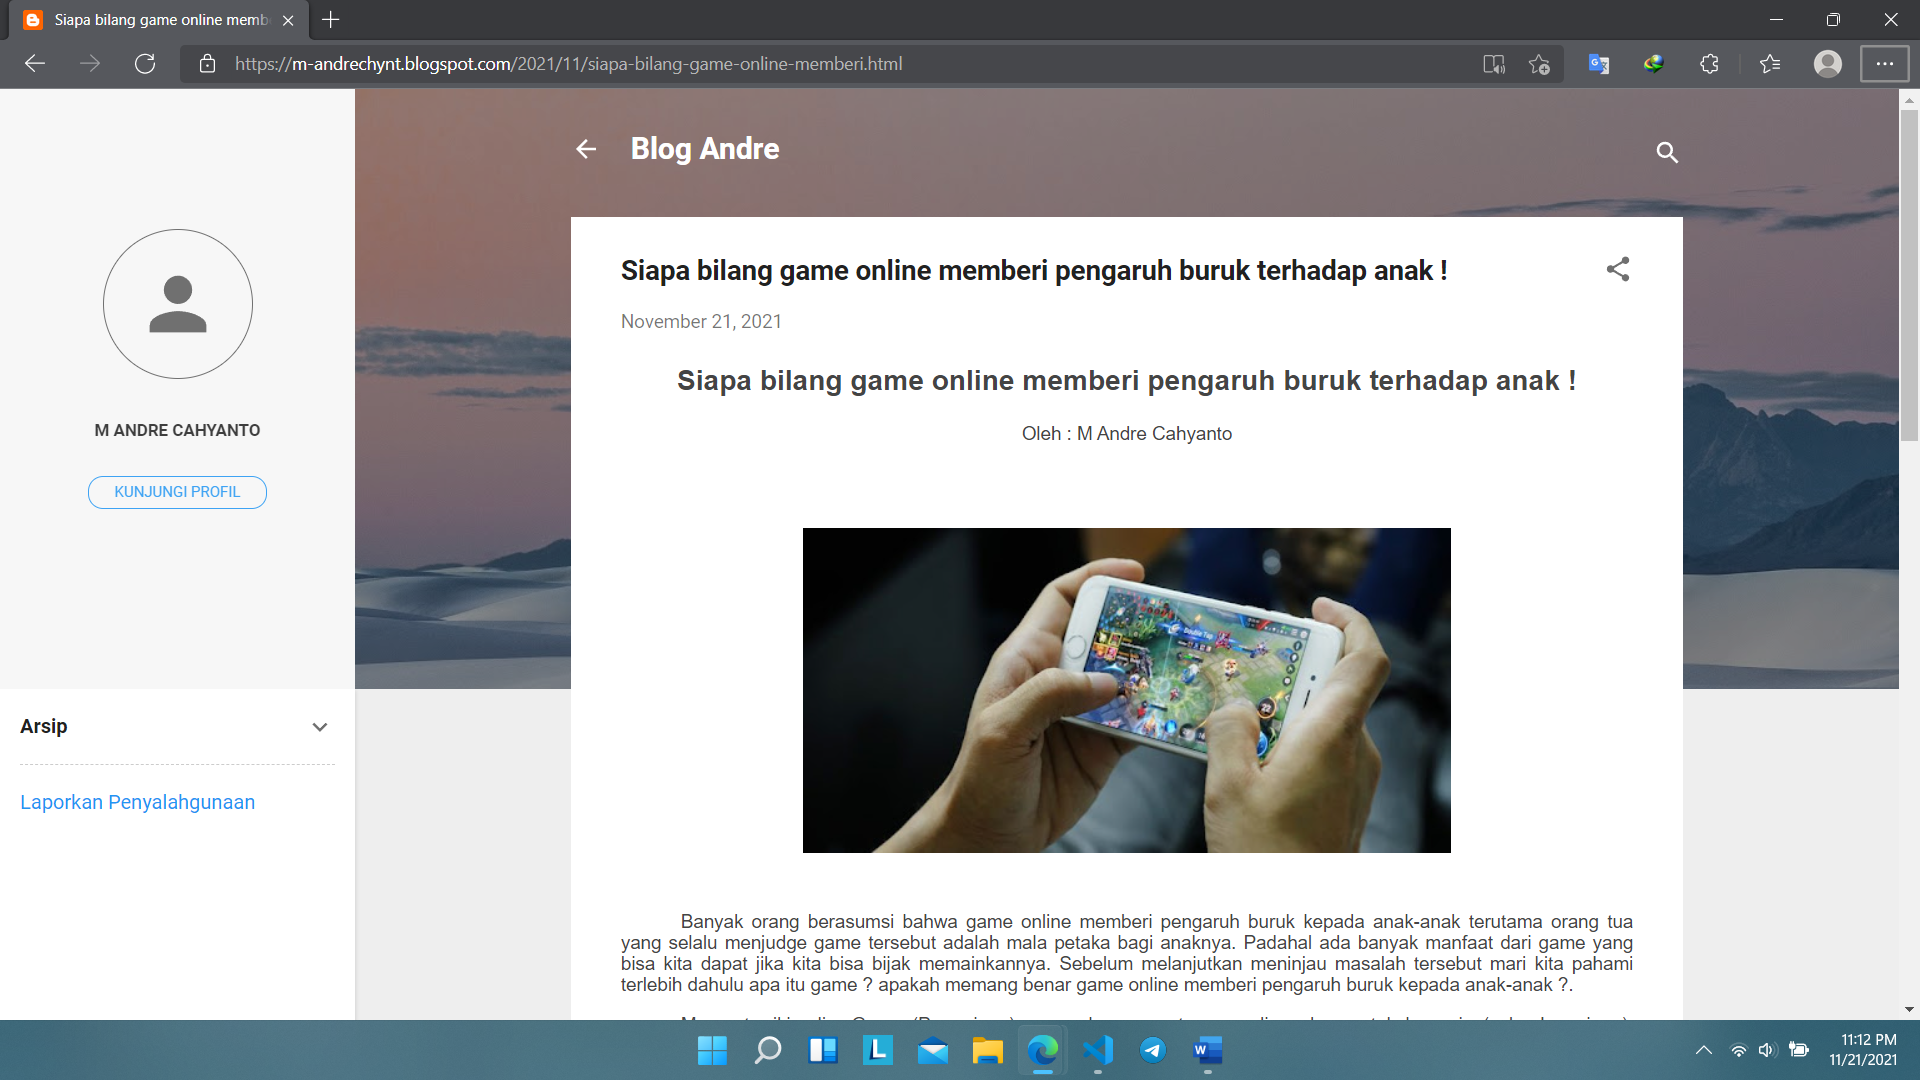 Siapa bilang game online memb
https://m-andrechynt.blogspot.com/2021/11/siapa-bilang-game-online-memberi.html
Blog Andre
M ANDRE CAHYANTO
KUNJUNGI PROFIL
Arsip
Laporkan Penyalahgunaan
Siapa bilang game online memberi pengaruh buruk terhadap anak !
November 21, 2021
Siapa bilang game online memberi pengaruh buruk terhadap anak !
Oleh : M Andre Cahyanto
Double Tap
22
Banyak orang berasumsi bahwa game online memberi pengaruh buruk kepada anak-anak terutama orang tua
yang selalu menjudge game tersebut adalah mala petaka bagi anaknya. Padahal ada banyak manfaat dari game yang
bisa kita dapat jika kita bisa bijak memainkannya. Sebelum melanjutkan meninjau masalah tersebut mari kita pahami
terlebih dahulu apa itu game ? apakah memang benar game online memberi pengaruh buruk kepada anak-anak ?.
11:12 PM
11/21/2021